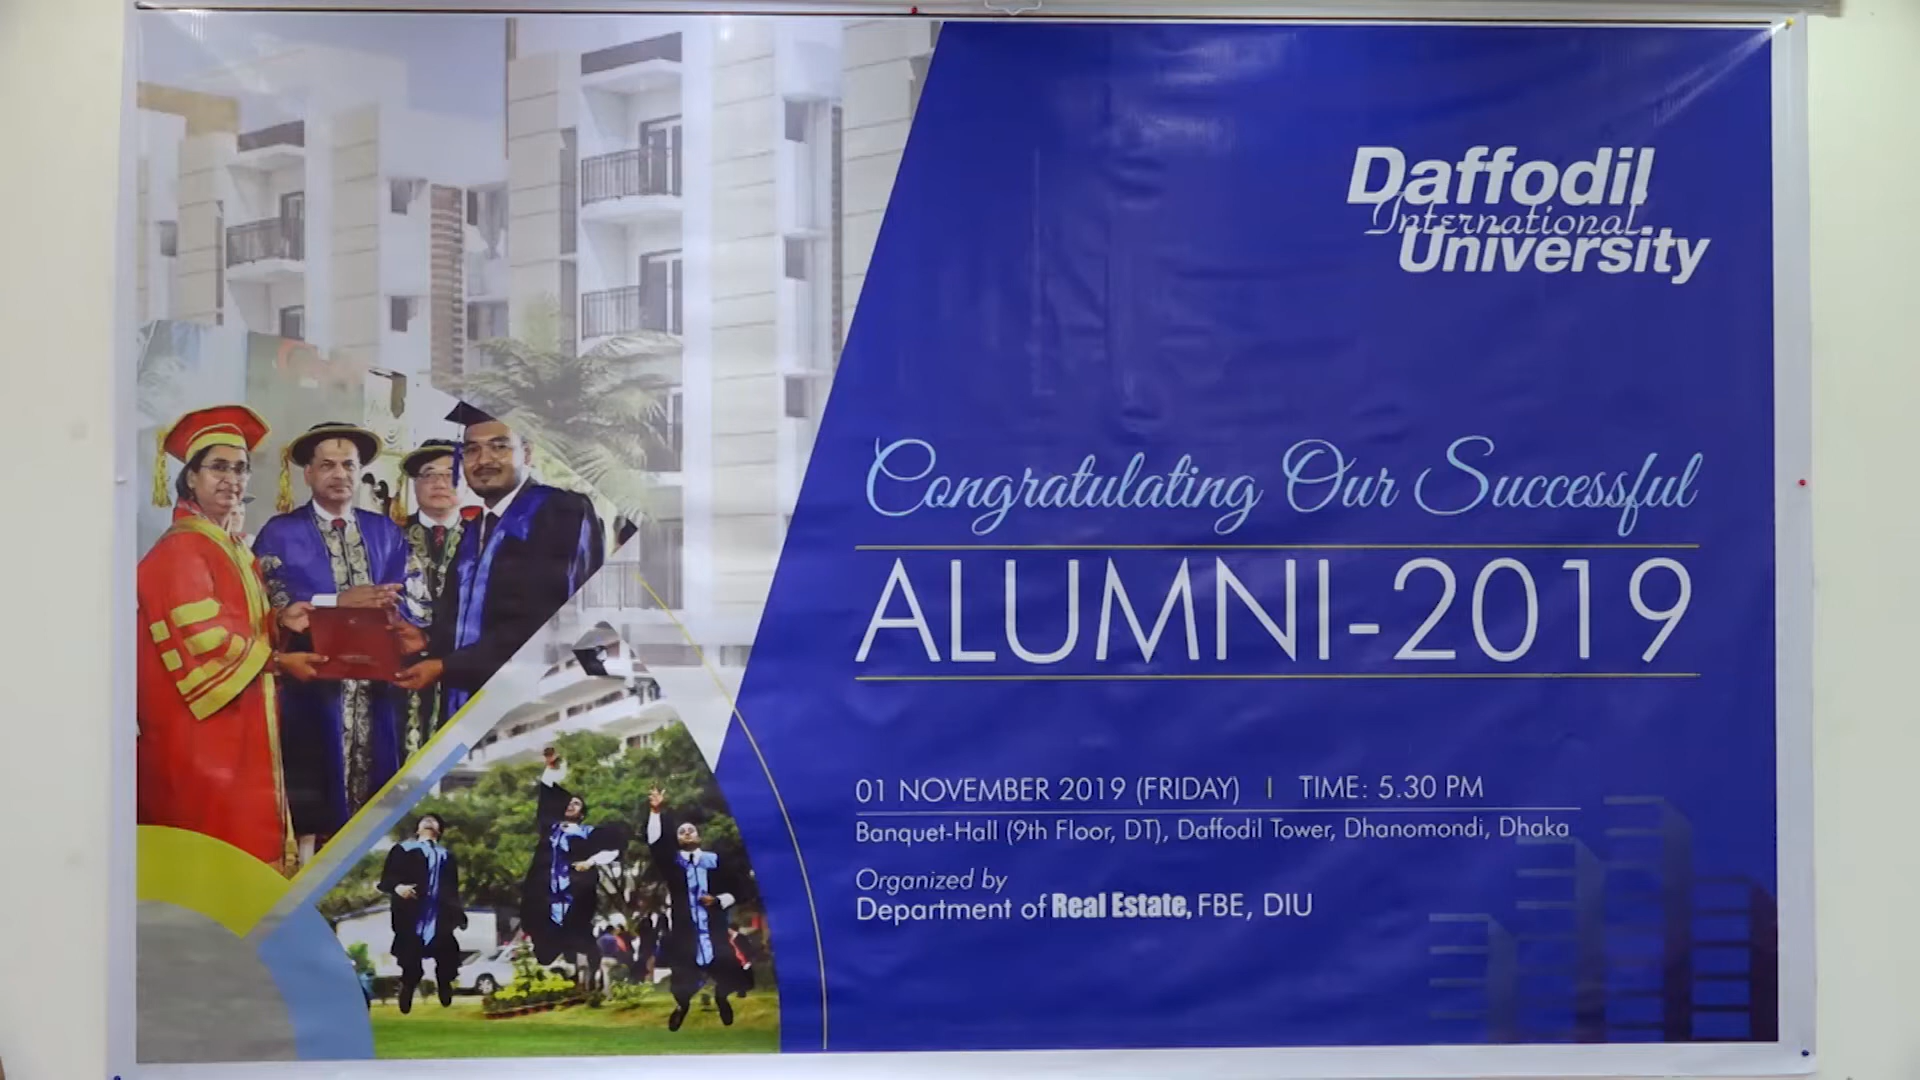 Daffodil
International
University
Congratulating Our Successful
ALUMNI-2019
01 NOVEMBER 2019 (FRIDAY) | TIME: 5.30 PM
Banquet-Hall (9th Floor, DT), Daffodil Tower, Dhanomondi, Dhaka
Organized by
Department of Real Estate, FBE, DIU